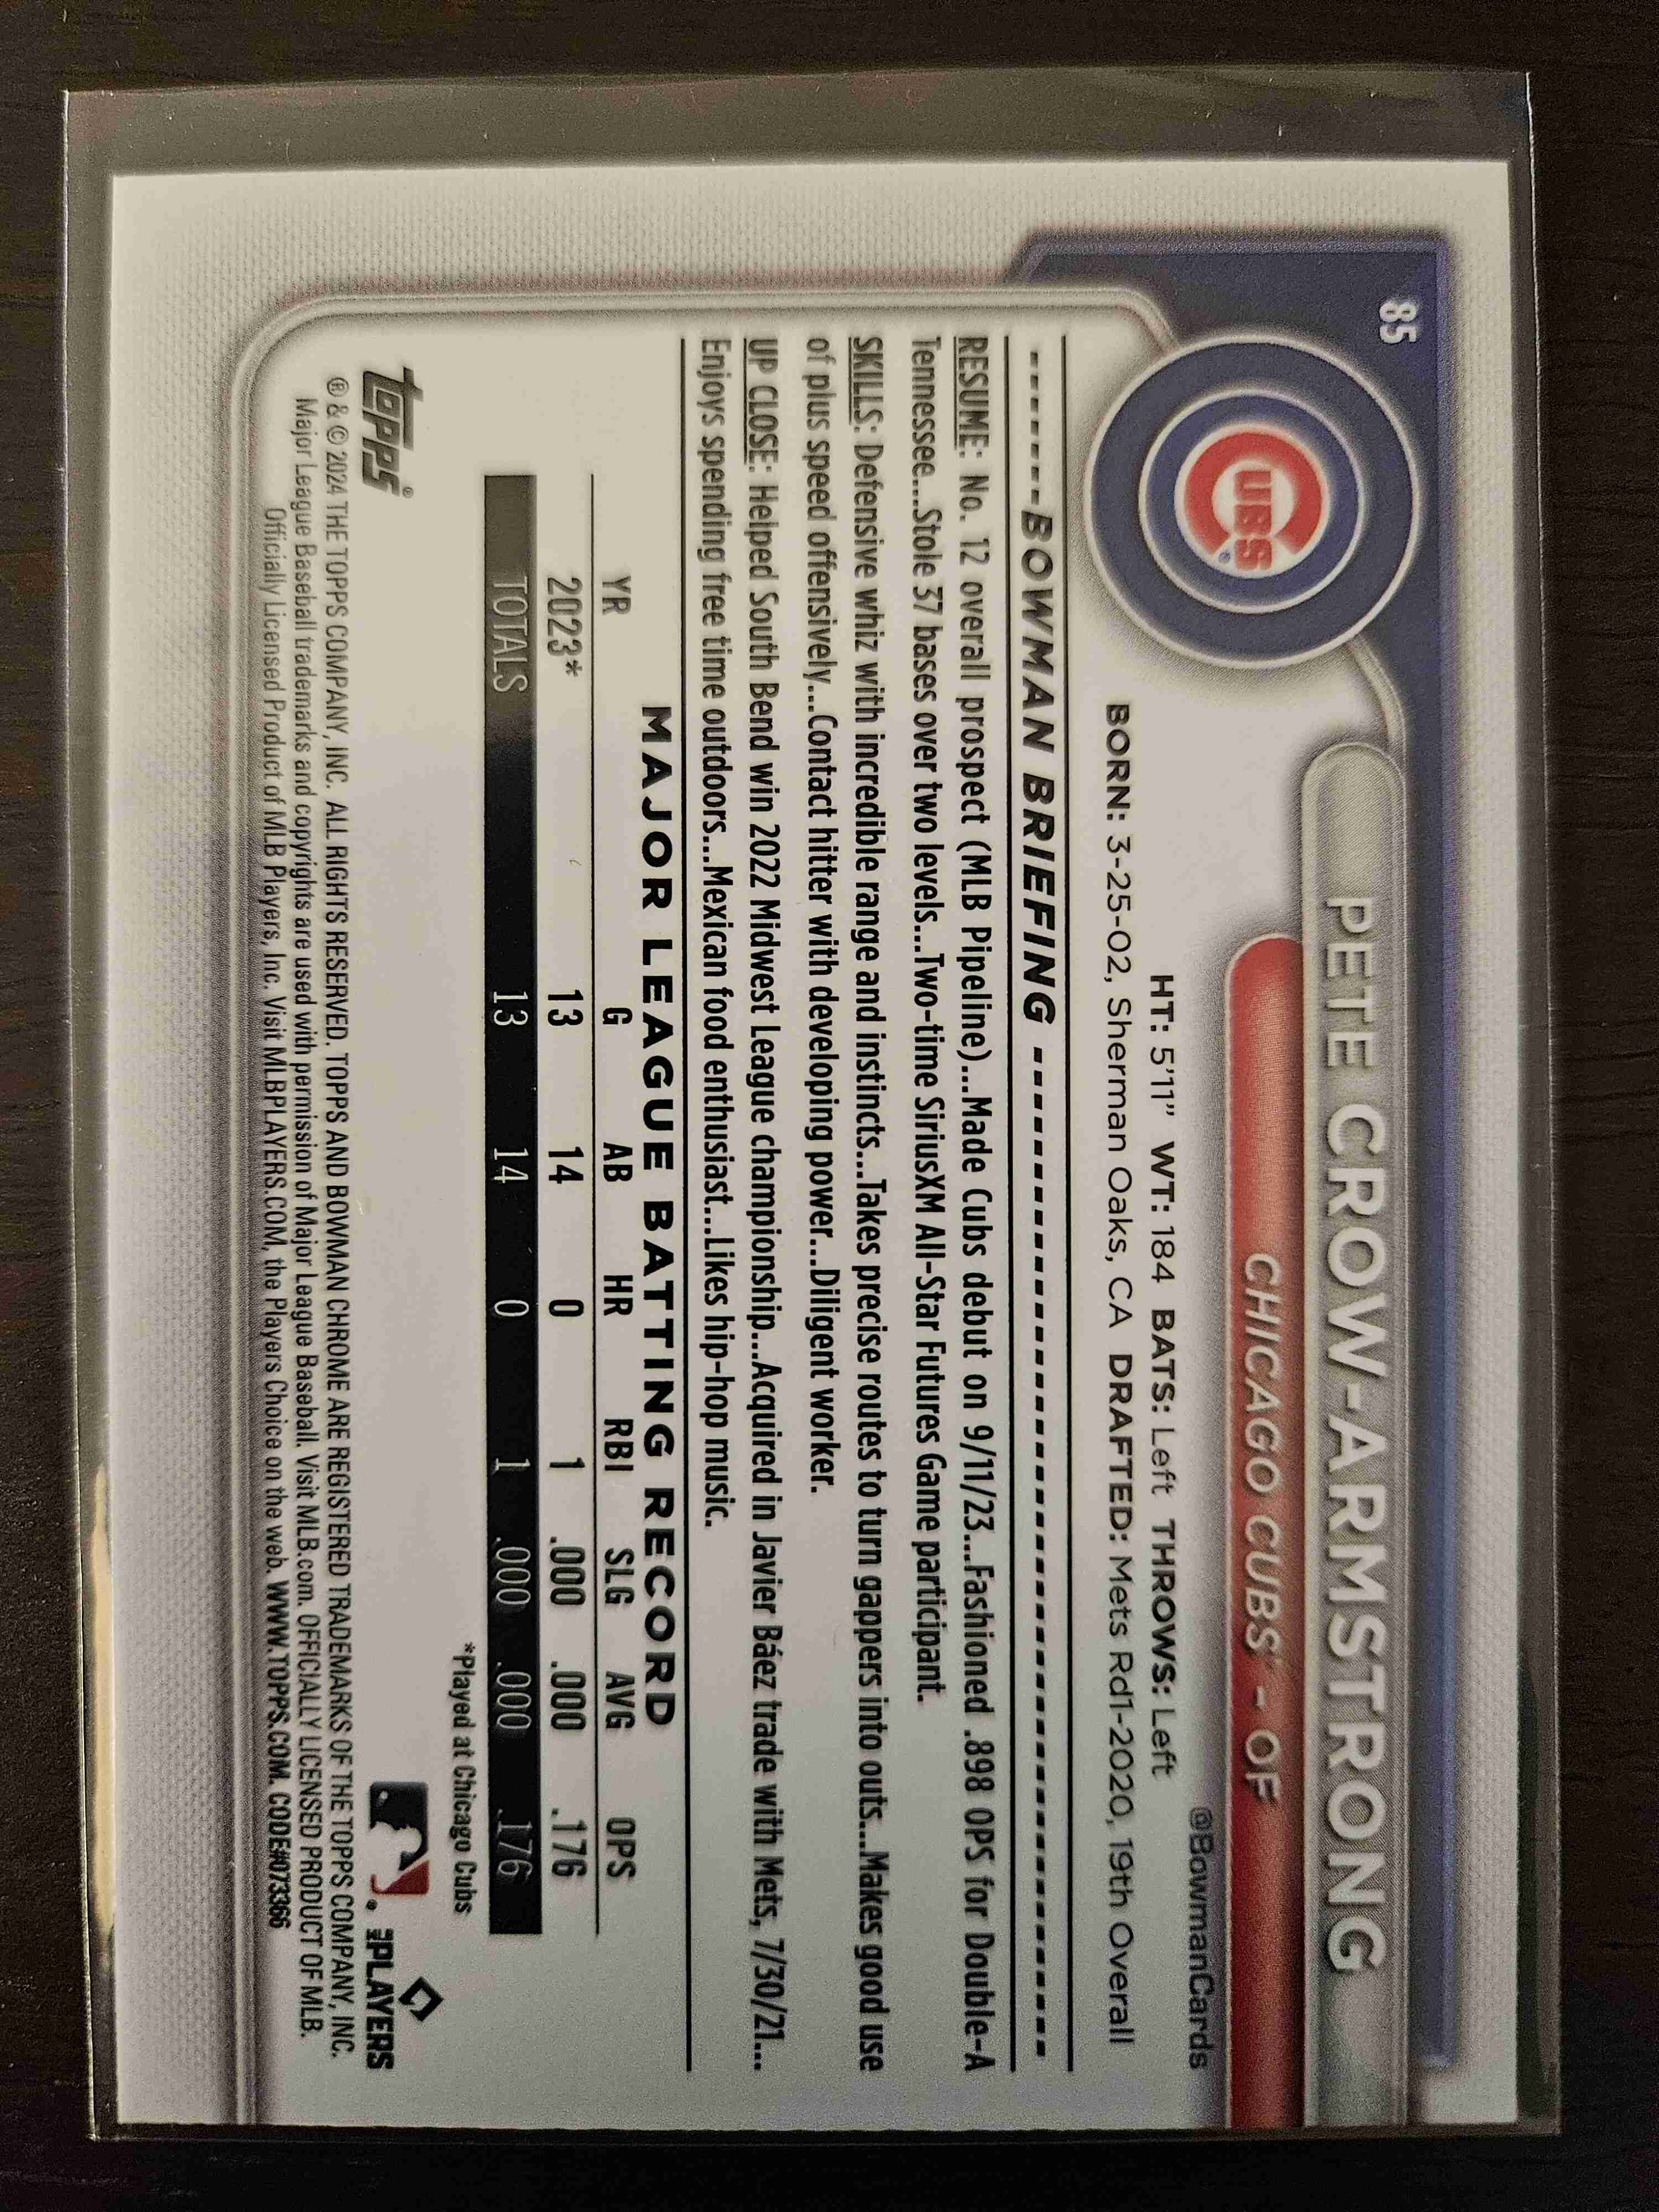 85
PETE CROW-ARMSTRONG
CHICAGO CUBS® - OF
CUBS®
@BowmanCards
HT: 5'11" WT: 184 BATS: Left THROWS: Left
BORN: 3-25-02, Sherman Oaks, CA DRAFTED: Mets Rd1-2020, 19th Overall
BOWMAN BRIEFING
RESUME: No. 12 overall prospect (MLB Pipeline)...Made Cubs debut on 9/11/23...Fashioned .898 OPS for Double-A
Tennessee...Stole 37 bases over two levels...Two-time SiriusXM All-Star Futures Game participant.
SKILLS: Defensive whiz with incredible range and instincts...Takes precise routes to turn gappers into outs...Makes good use
of plus speed offensively...Contact hitter with developing power...Diligent worker.
UP CLOSE: Helped South Bend win 2022 Midwest League championship...Acquired in Javier Báez trade with Mets, 7/30/21...
Enjoys spending free time outdoors...Mexican food enthusiast...Likes hip-hop music.
MAJOR LEAGUE BATTING RECORD
YR G AB HR RBI SLG AVG OPS
2023* 13 14 0 1 .000 .000 .176
TOTALS 13 14 0 1 .000 .000 .176
*Played at Chicago Cubs
topps®
PLAYERS
® & © 2024 THE TOPPS COMPANY, INC. ALL RIGHTS RESERVED. TOPPS AND BOWMAN CHROME ARE REGISTERED TRADEMARKS OF THE TOPPS COMPANY, INC.
Major League Baseball trademarks and copyrights are used with permission of Major League Baseball. Visit MLB.com. OFFICIALLY LICENSED PRODUCT OF MLB.
Officially Licensed Product of MLB Players, Inc. Visit MLBPLAYERS.COM, the Players Choice on the web. WWW.TOPPS.COM. CODE#073366